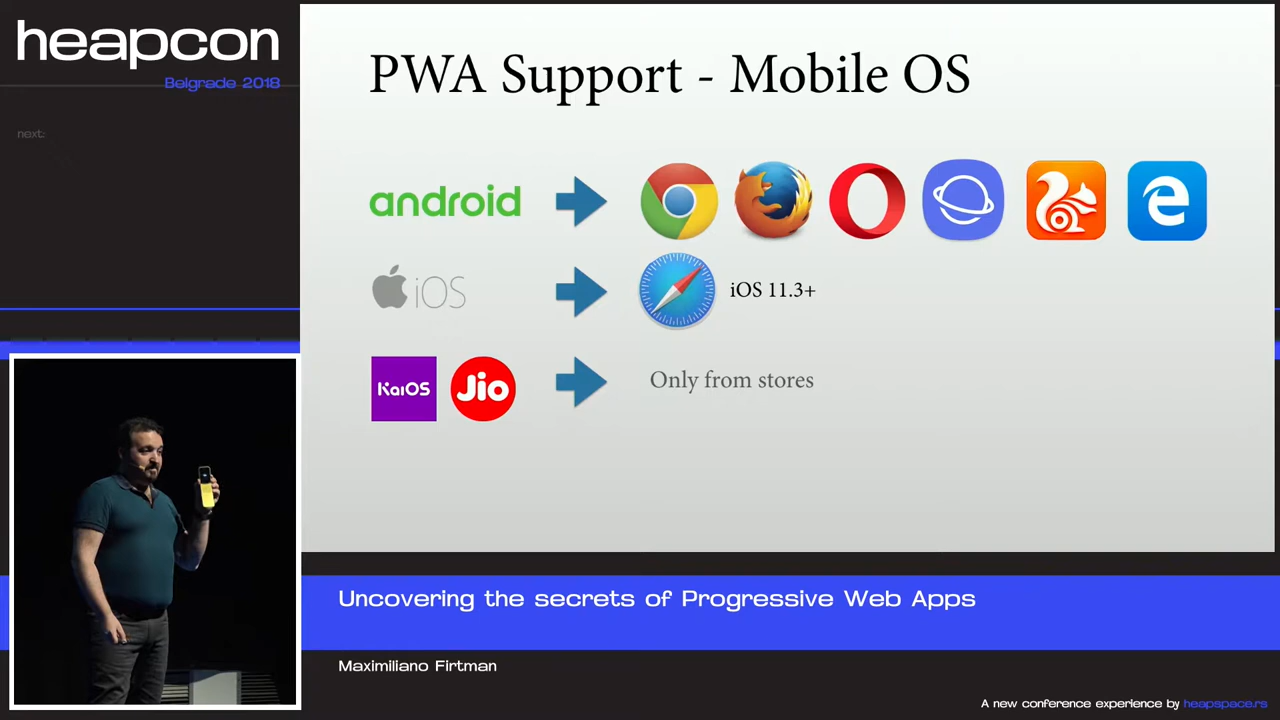 heapcon
Belgrade 2018
next:
PWA Support - Mobile OS
android
iOS
iOS 11.3+
KaiOS
Jio
Only from stores
Uncovering the secrets of Progressive Web Apps
Maximiliano Firtman
A new conference experience by heapspace.rs